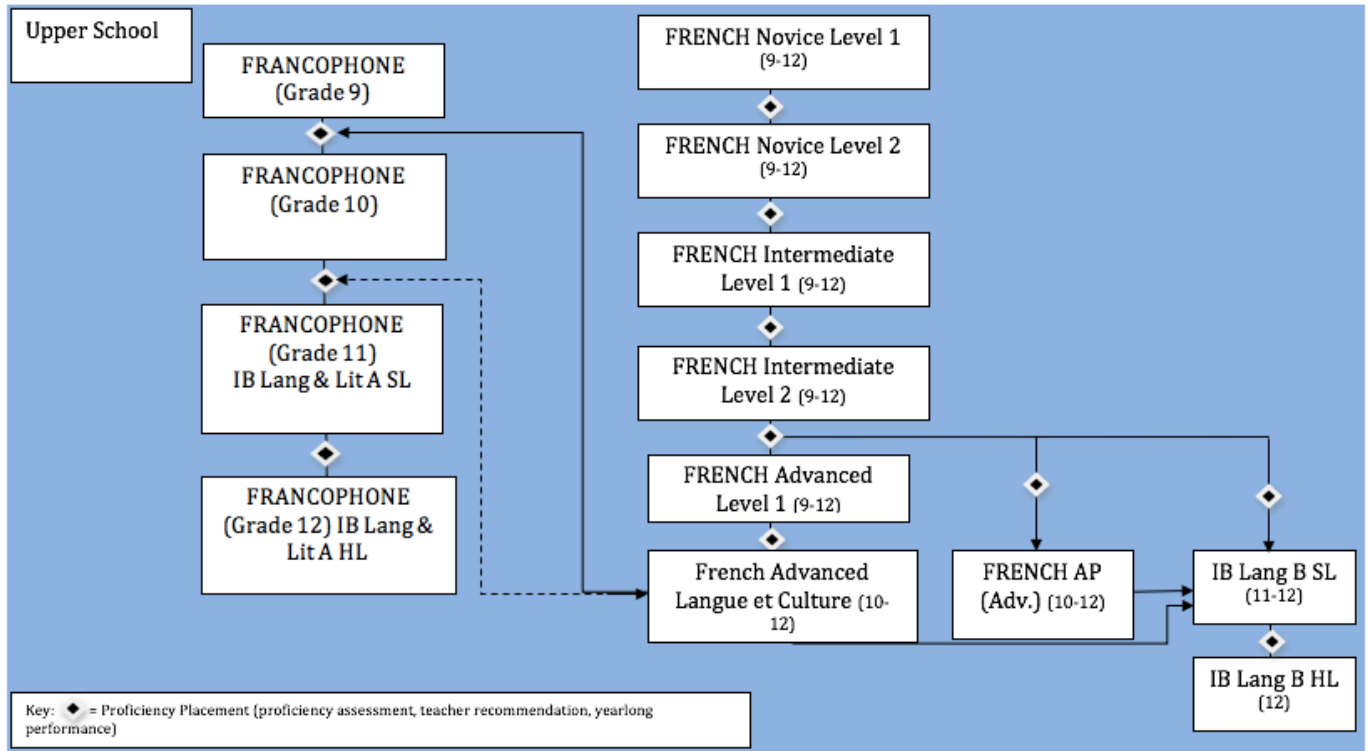 Upper School
FRANCOPHONE
(Grade 9)
FRANCOPHONE
(Grade 10)
FRANCOPHONE
(Grade 11)
IB Lang & Lit A SL
FRANCOPHONE
(Grade 12) IB Lang &
Lit A HL
FRENCH Novice Level 1
(9-12)
FRENCH Novice Level 2
(9-12)
FRENCH Intermediate
Level 1 (9-12)
FRENCH Intermediate
Level 2 (9-12)
FRENCH Advanced
Level 1 (9-12)
French Advanced
Langue et Culture (10-
12)
FRENCH AP
(Adv.) (10-12)
IB Lang B SL
(11-12)
IB Lang B HL
(12)
Key: = Proficiency Placement (proficiency assessment, teacher recommendation, yearlong
performance)